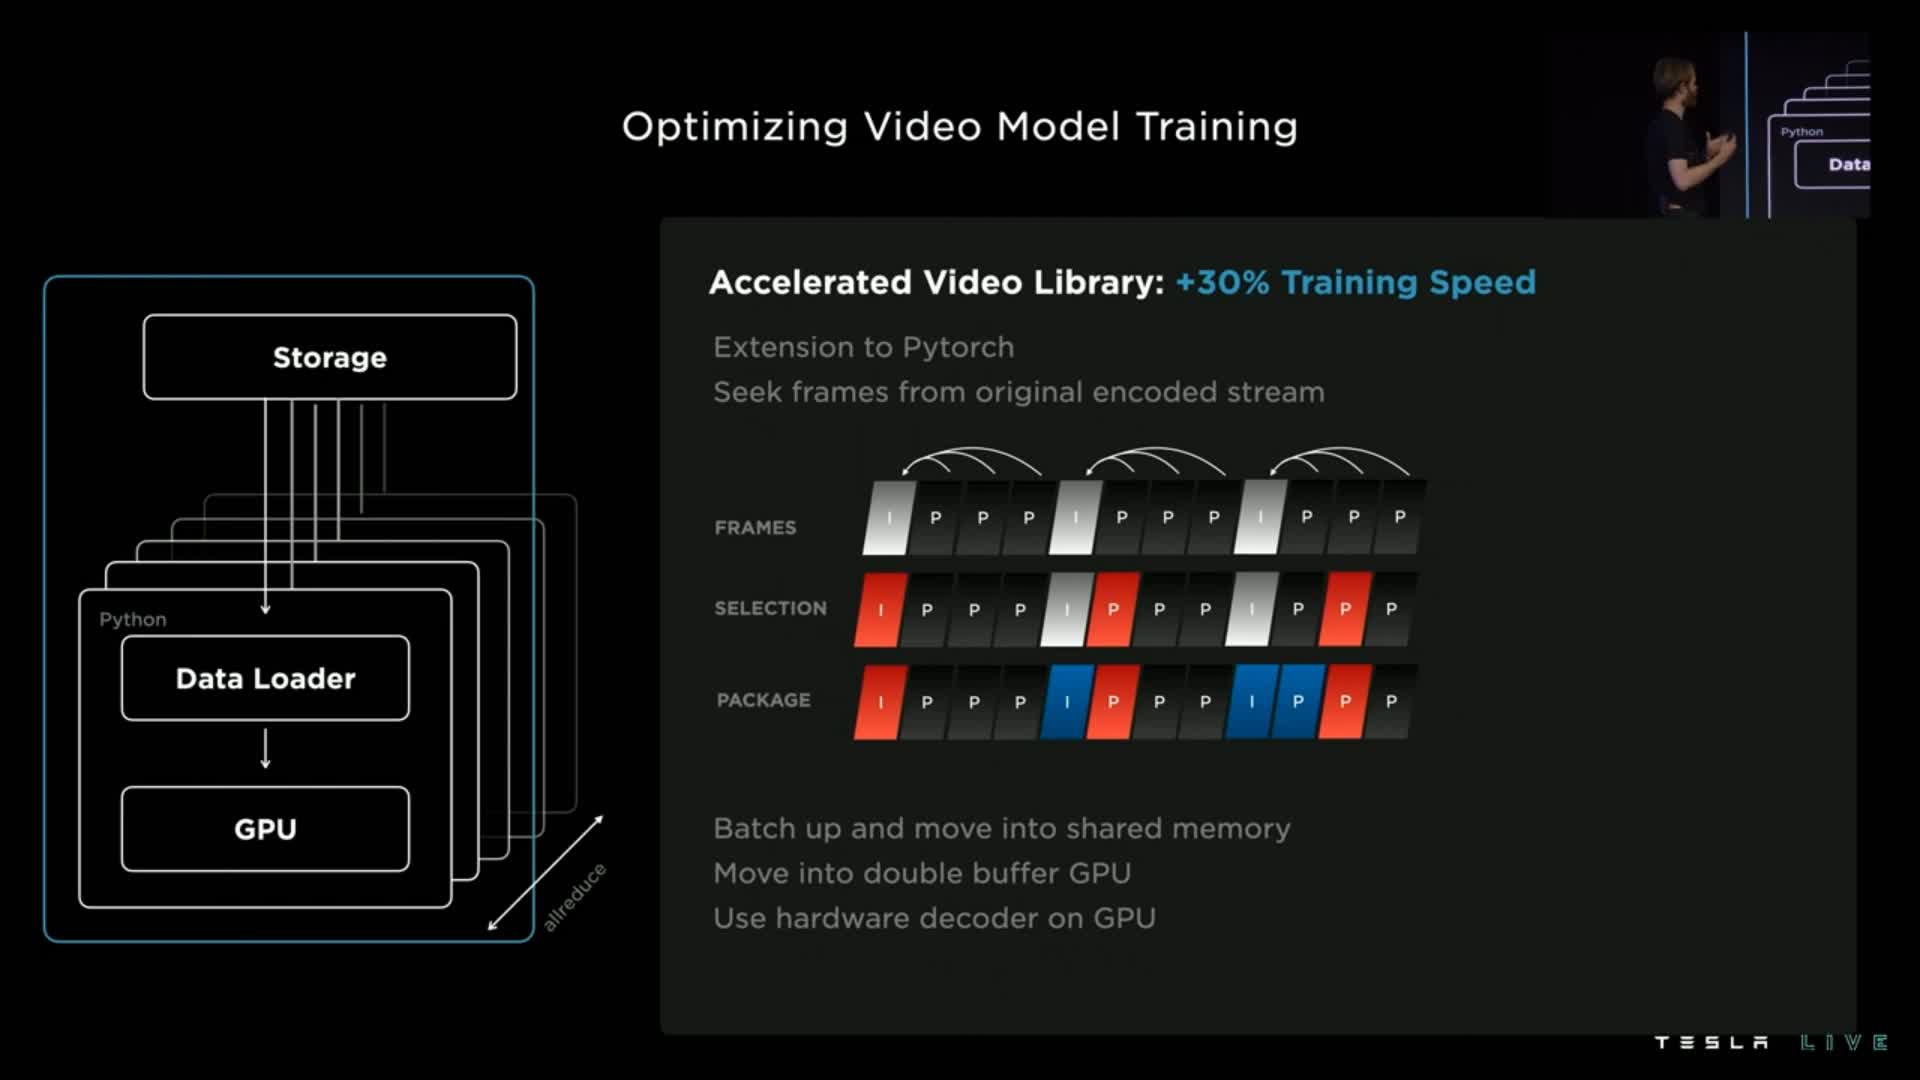 Optimizing Video Model Training
Python
Data
Storage
Python
Data Loader
GPU
allreduce
Accelerated Video Library: +30% Training Speed
Extension to Pytorch
Seek frames from original encoded stream
FRAMES I P P P I P P P I P P P
SELECTION I P P P I P P P I P P P
PACKAGE I P P P I P P P I P P P
Batch up and move into shared memory
Move into double buffer GPU
Use hardware decoder on GPU
TESLA LIVE